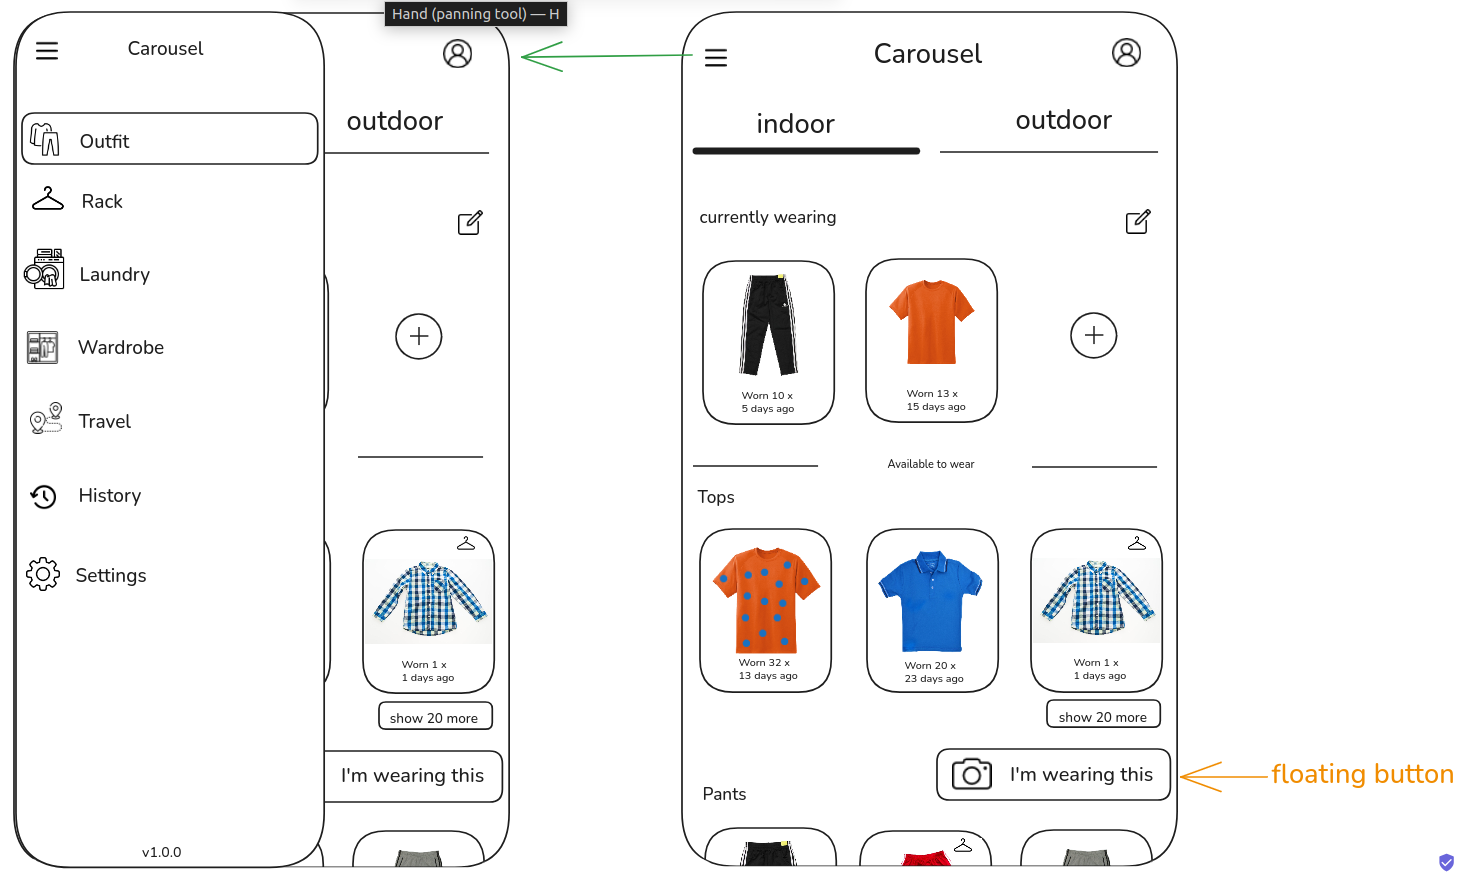 Hand (panning tool) — H
Carousel
outdoor
Outfit
Rack
Laundry
Wardrobe
Travel
History
Settings
Worn 1 x
1 days ago
show 20 more
I'm wearing this
v1.0.0
Carousel
indoor
outdoor
currently wearing
Worn 10 x
5 days ago
Worn 13 x
15 days ago
Available to wear
Tops
Worn 32 x
13 days ago
Worn 20 x
23 days ago
Worn 1 x
1 days ago
show 20 more
I'm wearing this
floating button
Pants